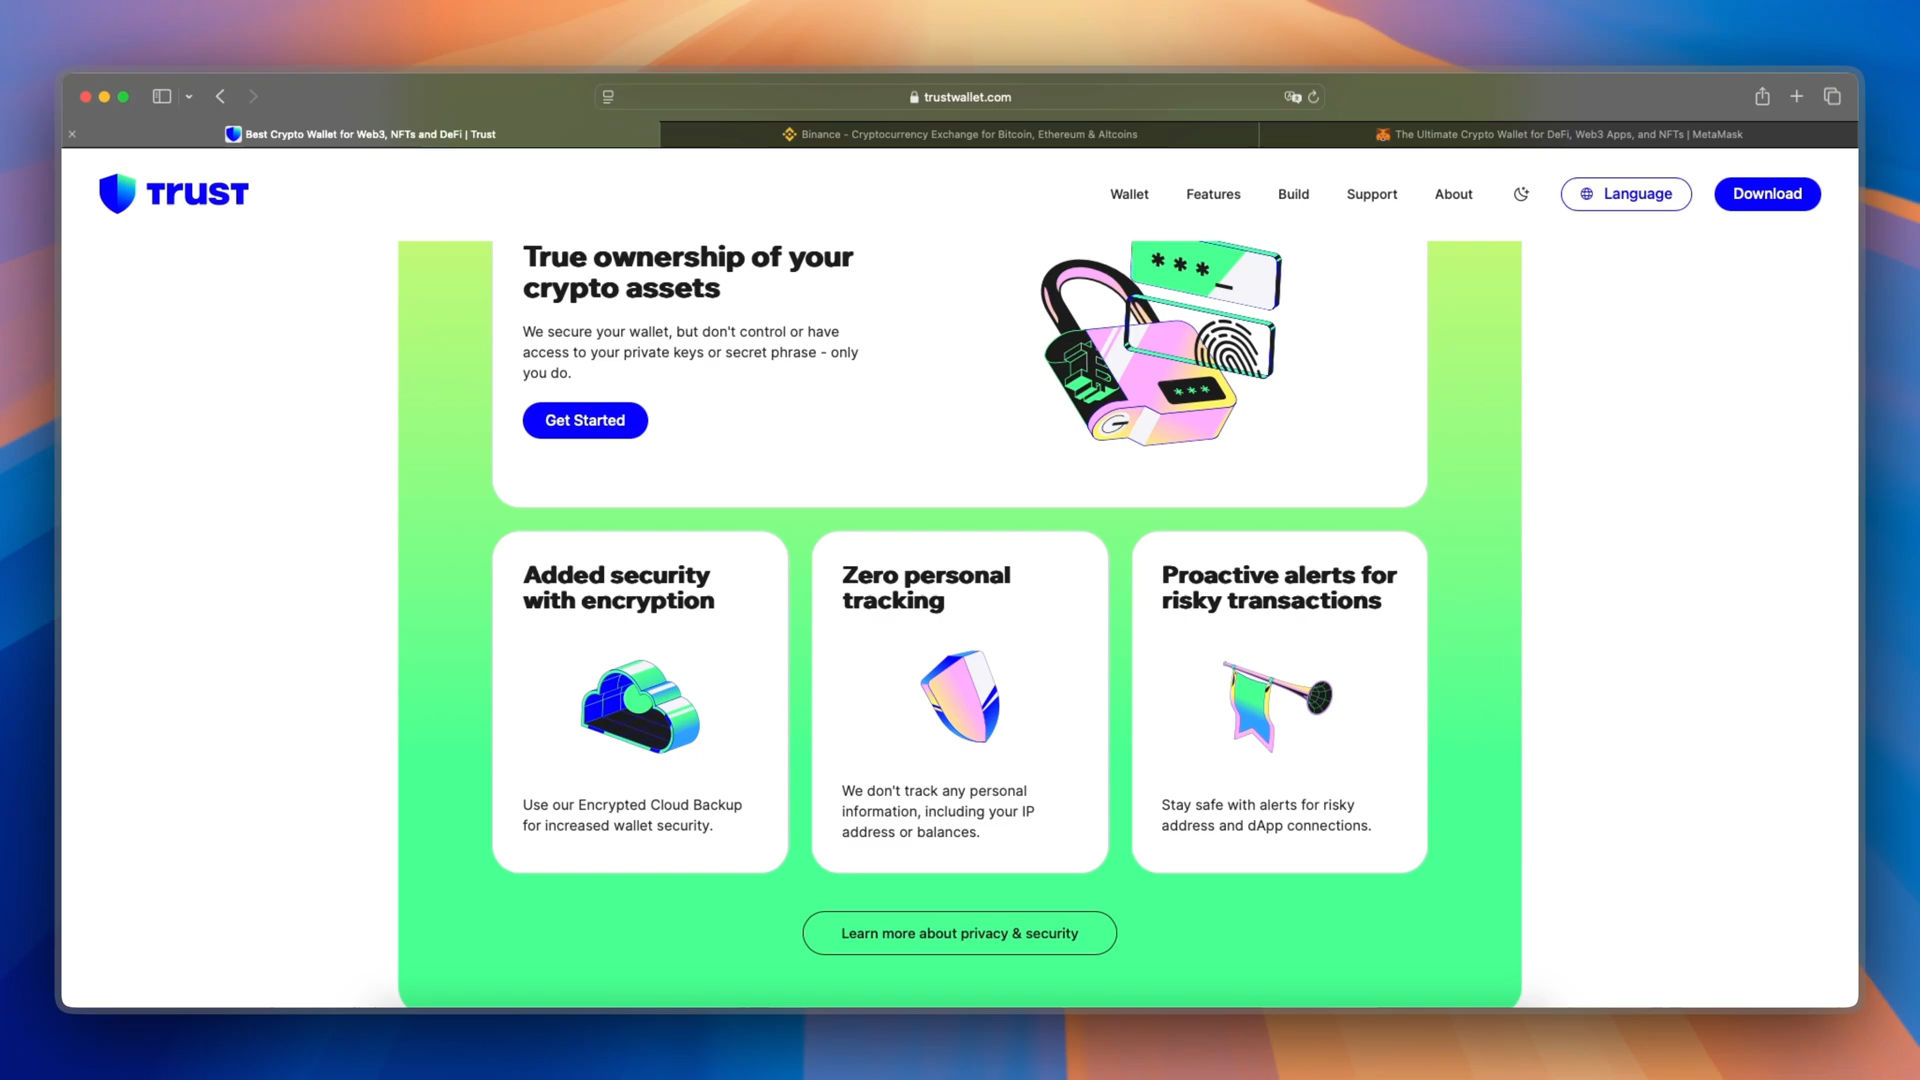 trustwallet.com
Best Crypto Wallet for Web3, NFTs and DeFi | Trust
Binance - Cryptocurrency Exchange for Bitcoin, Ethereum & Altcoins
The Ultimate Crypto Wallet for DeFi, Web3 Apps, and NFTs | MetaMask
TRUST
Wallet
Features
Build
Support
About
Language
Download
True ownership of your
crypto assets
We secure your wallet, but don't control or have
access to your private keys or secret phrase - only
you do.
Get Started
* * * _
* * *
Added security
with encryption
Use our Encrypted Cloud Backup
for increased wallet security.
Zero personal
tracking
We don't track any personal
information, including your IP
address or balances.
Proactive alerts for
risky transactions
Stay safe with alerts for risky
address and dApp connections.
Learn more about privacy & security